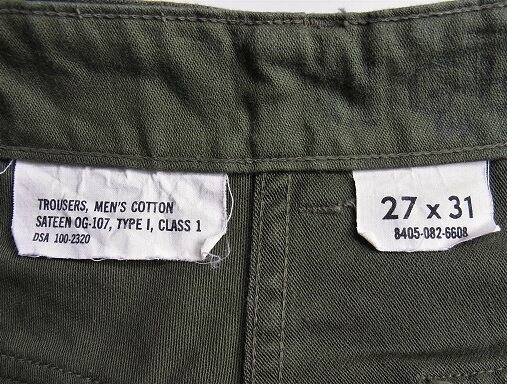 TROUSERS, MEN'S COTTON
SATEEN OG-107, TYPE I, CLASS 1
DSA 100-2320
27 x 31
8405-082-6608